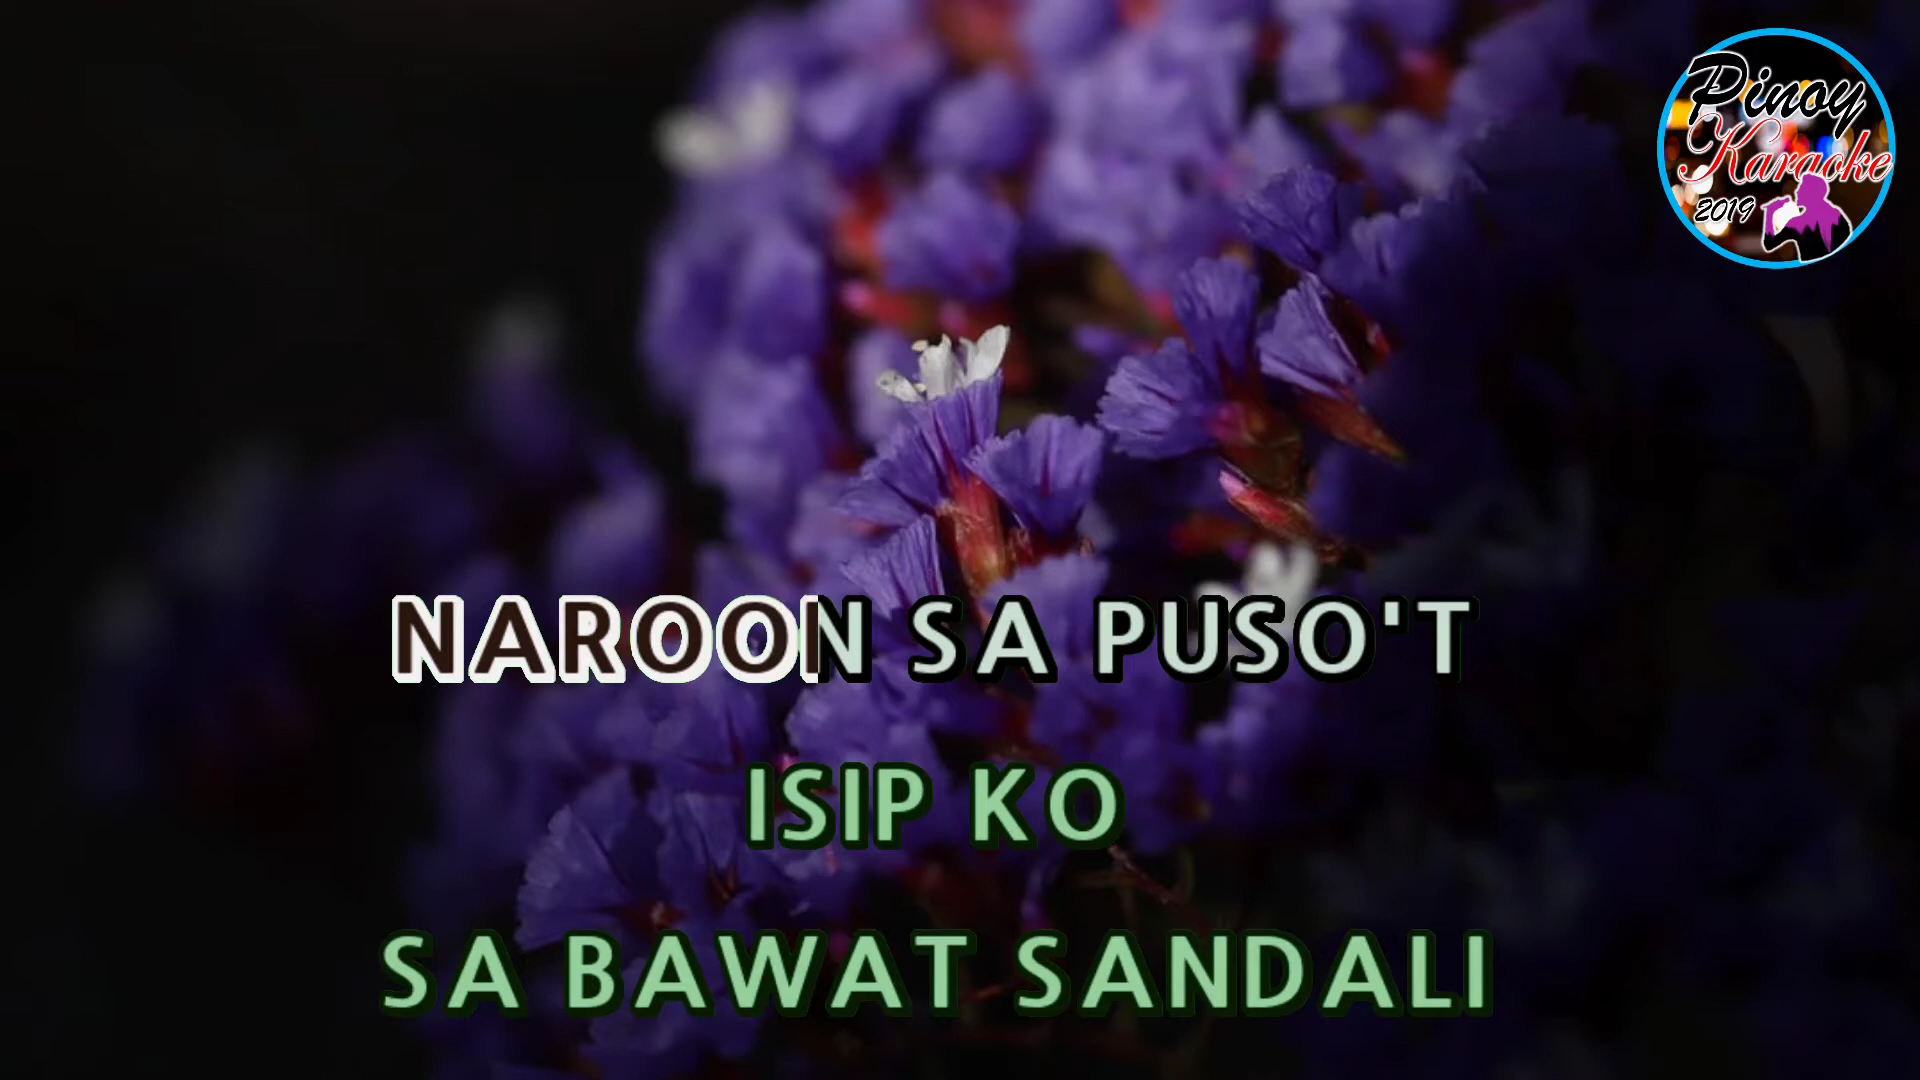 Pinoy
Karaoke
2019
NAROON SA PUSO'T
ISIP KO
SA BAWAT SANDALI